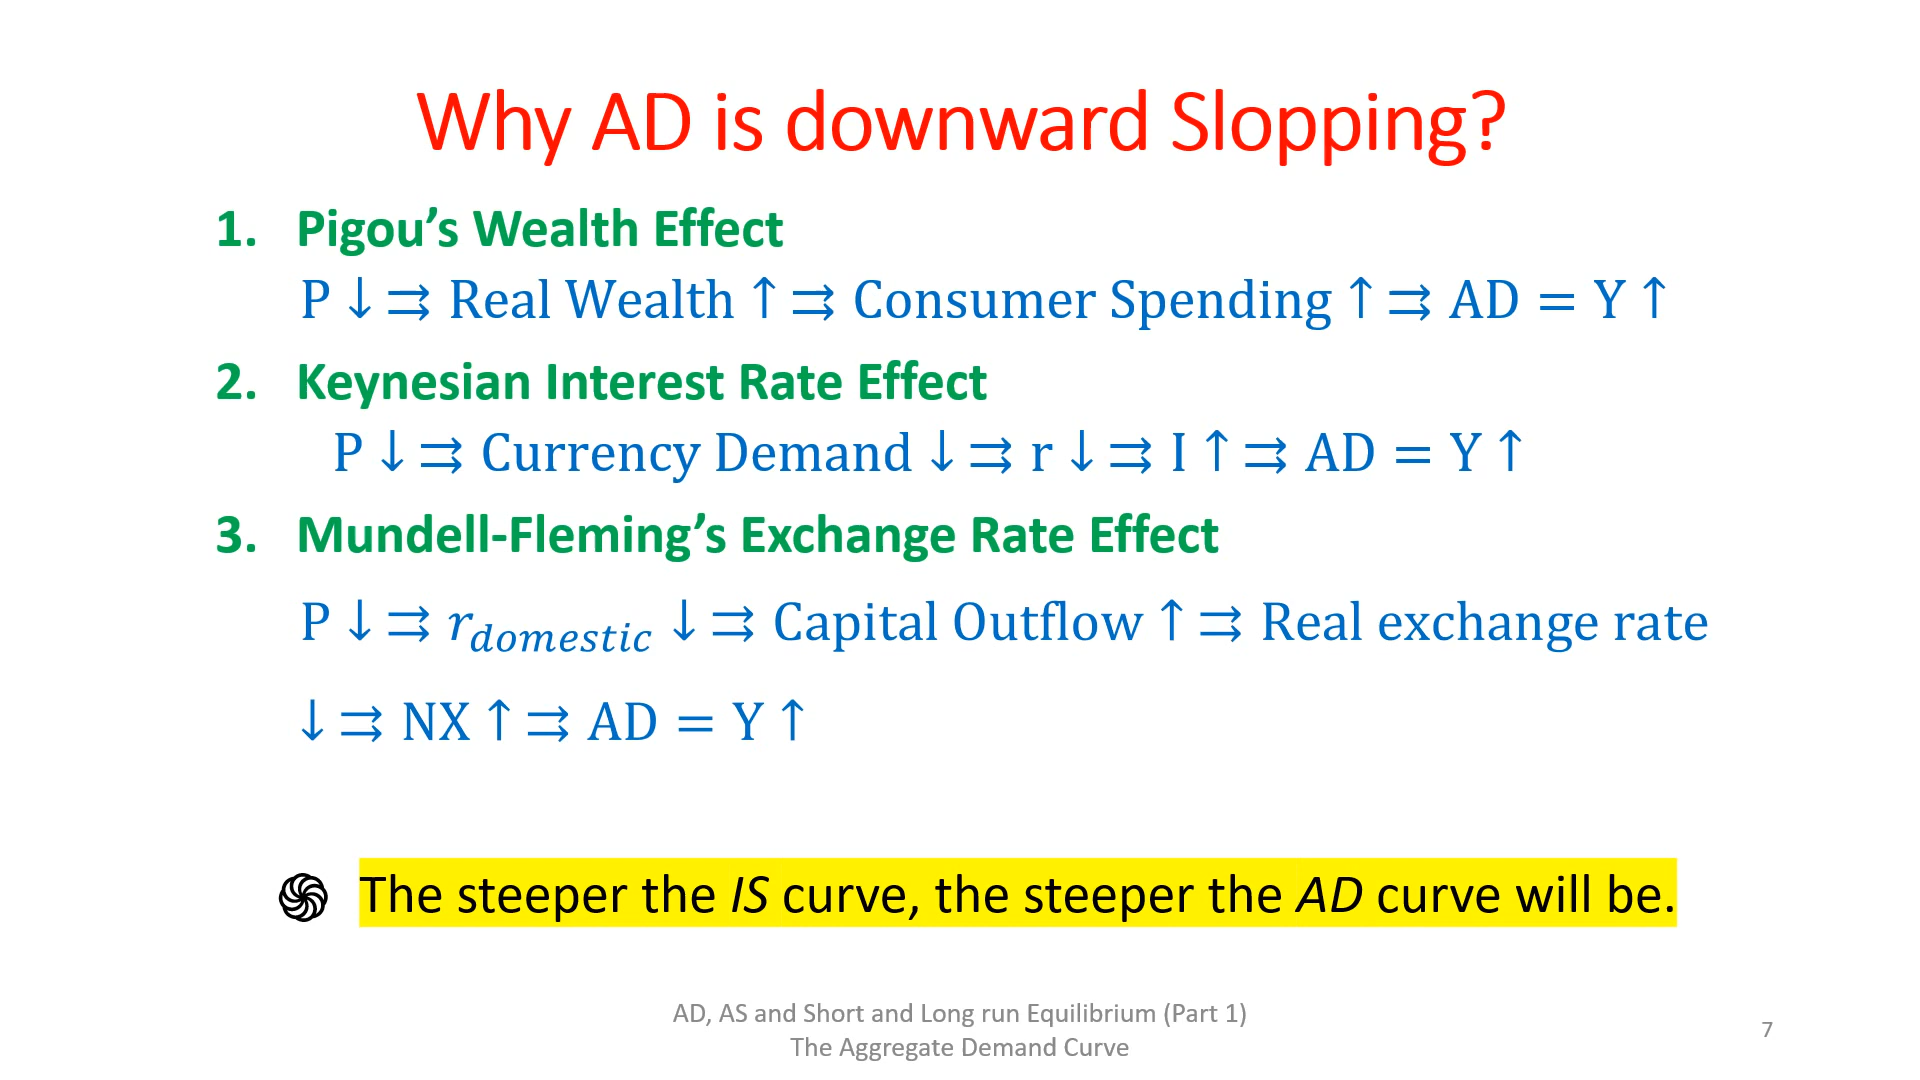 Why AD is downward Slopping?
1. Pigou’s Wealth Effect
P ↓ ⇉ Real Wealth ↑ ⇉ Consumer Spending ↑ ⇉ AD = Y ↑
2. Keynesian Interest Rate Effect
P ↓ ⇉ Currency Demand ↓ ⇉ r ↓ ⇉ I ↑ ⇉ AD = Y ↑
3. Mundell-Fleming’s Exchange Rate Effect
P ↓ ⇉ r_domestic ↓ ⇉ Capital Outflow ↑ ⇉ Real exchange rate
↓ ⇉ NX ↑ ⇉ AD = Y ↑
The steeper the IS curve, the steeper the AD curve will be.
AD, AS and Short and Long run Equilibrium (Part 1)
The Aggregate Demand Curve
7